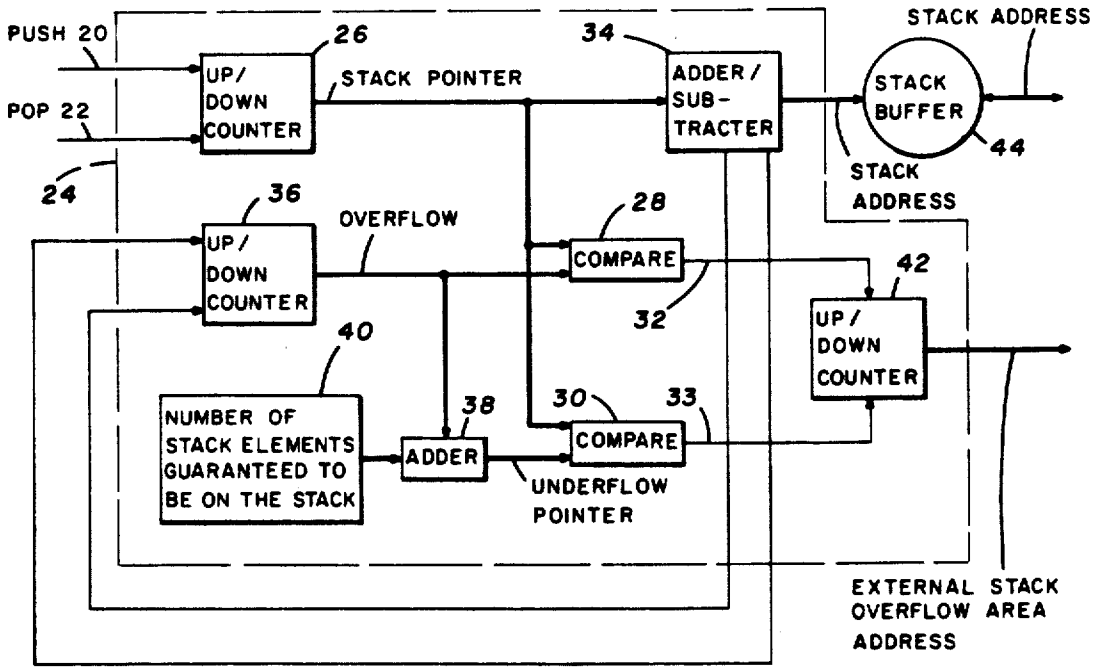 PUSH 20
POP 22
24
26
UP/
DOWN
COUNTER
STACK POINTER
34
ADDER/
SUB-
TRACTER
STACK ADDRESS
STACK
BUFFER
44
STACK
ADDRESS
36
UP/
DOWN
COUNTER
OVERFLOW
28
COMPARE
32
42
UP/
DOWN
COUNTER
40
NUMBER OF
STACK ELEMENTS
GUARANTEED TO
BE ON THE STACK
38
ADDER
30
COMPARE
33
UNDERFLOW
POINTER
EXTERNAL STACK
OVERFLOW AREA
ADDRESS